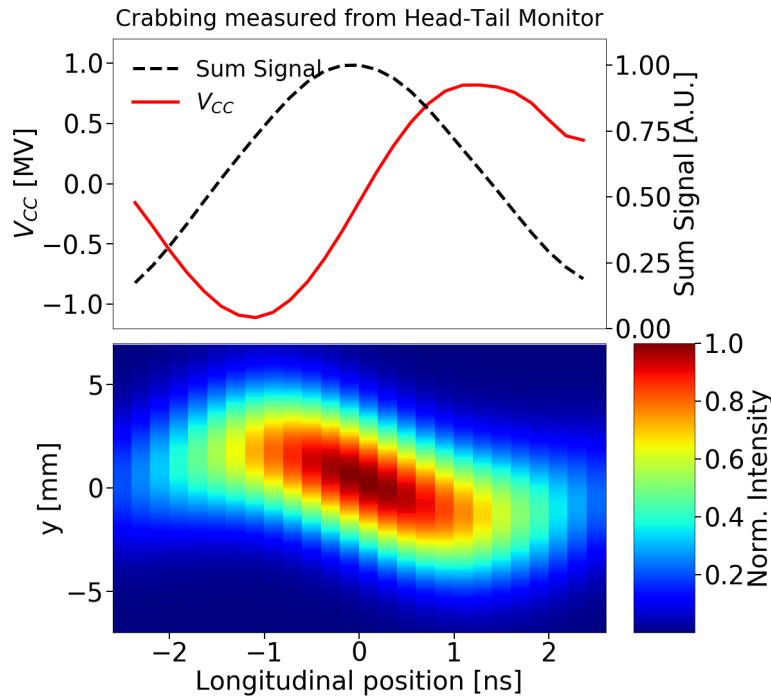 Crabbing measured from Head-Tail Monitor
Sum Signal
V_CC
V_CC [MV]
1.0
0.5
0.0
−0.5
−1.0
Sum Signal [A.U.]
1.00
0.75
0.50
0.25
0.00
y [mm]
5
0
−5
−2
−1
0
1
2
Longitudinal position [ns]
1.0
0.8
0.6
0.4
0.2
Norm. Intensity